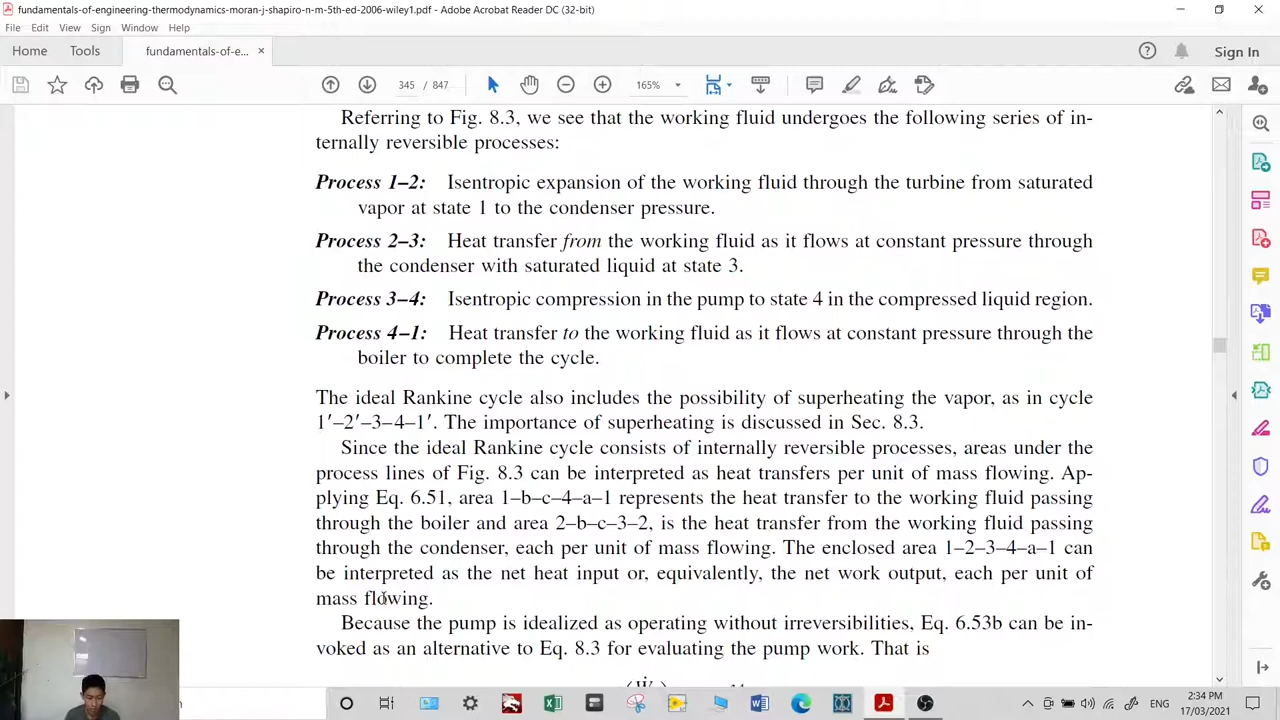 fundamentals-of-engineering-thermodynamics-moran-j-shapiro-n-m-5th-ed-2006-wiley1.pdf - Adobe Acrobat Reader DC (32-bit)
File Edit View Sign Window Help
Home Tools fundamentals-of-e... × Sign In
345 / 847 165%
Referring to Fig. 8.3, we see that the working fluid undergoes the following series of in-
ternally reversible processes:
Process 1–2: Isentropic expansion of the working fluid through the turbine from saturated
vapor at state 1 to the condenser pressure.
Process 2–3: Heat transfer from the working fluid as it flows at constant pressure through
the condenser with saturated liquid at state 3.
Process 3–4: Isentropic compression in the pump to state 4 in the compressed liquid region.
Process 4–1: Heat transfer to the working fluid as it flows at constant pressure through the
boiler to complete the cycle.
The ideal Rankine cycle also includes the possibility of superheating the vapor, as in cycle
1′–2′–3–4–1′. The importance of superheating is discussed in Sec. 8.3.
Since the ideal Rankine cycle consists of internally reversible processes, areas under the
process lines of Fig. 8.3 can be interpreted as heat transfers per unit of mass flowing. Ap-
plying Eq. 6.51, area 1–b–c–4–a–1 represents the heat transfer to the working fluid passing
through the boiler and area 2–b–c–3–2, is the heat transfer from the working fluid passing
through the condenser, each per unit of mass flowing. The enclosed area 1–2–3–4–a–1 can
be interpreted as the net heat input or, equivalently, the net work output, each per unit of
mass flowing.
Because the pump is idealized as operating without irreversibilities, Eq. 6.53b can be in-
voked as an alternative to Eq. 8.3 for evaluating the pump work. That is
ENG
2:34 PM
17/03/2021